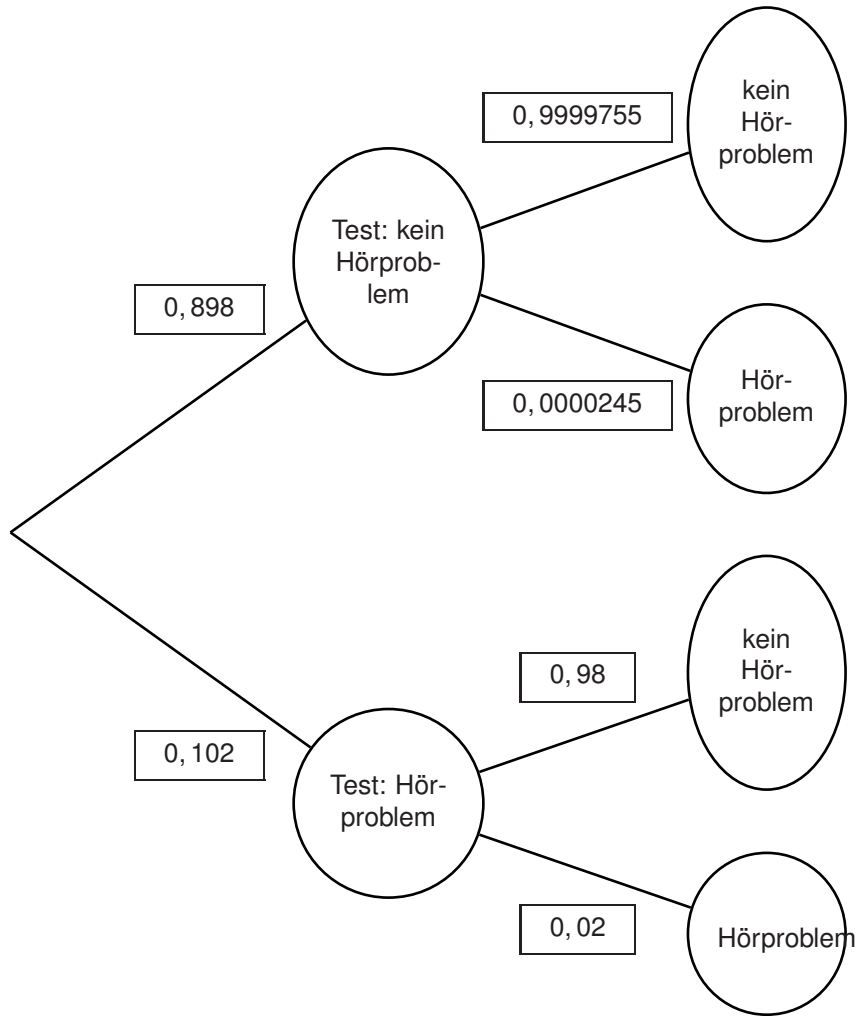 kein
Hör-
problem
0, 9999755
Test: kein
Hörprob-
lem
0, 898
Hör-
problem
0, 0000245
kein
Hör-
problem
0, 98
0, 102
Test: Hör-
problem
0, 02
Hörproblem